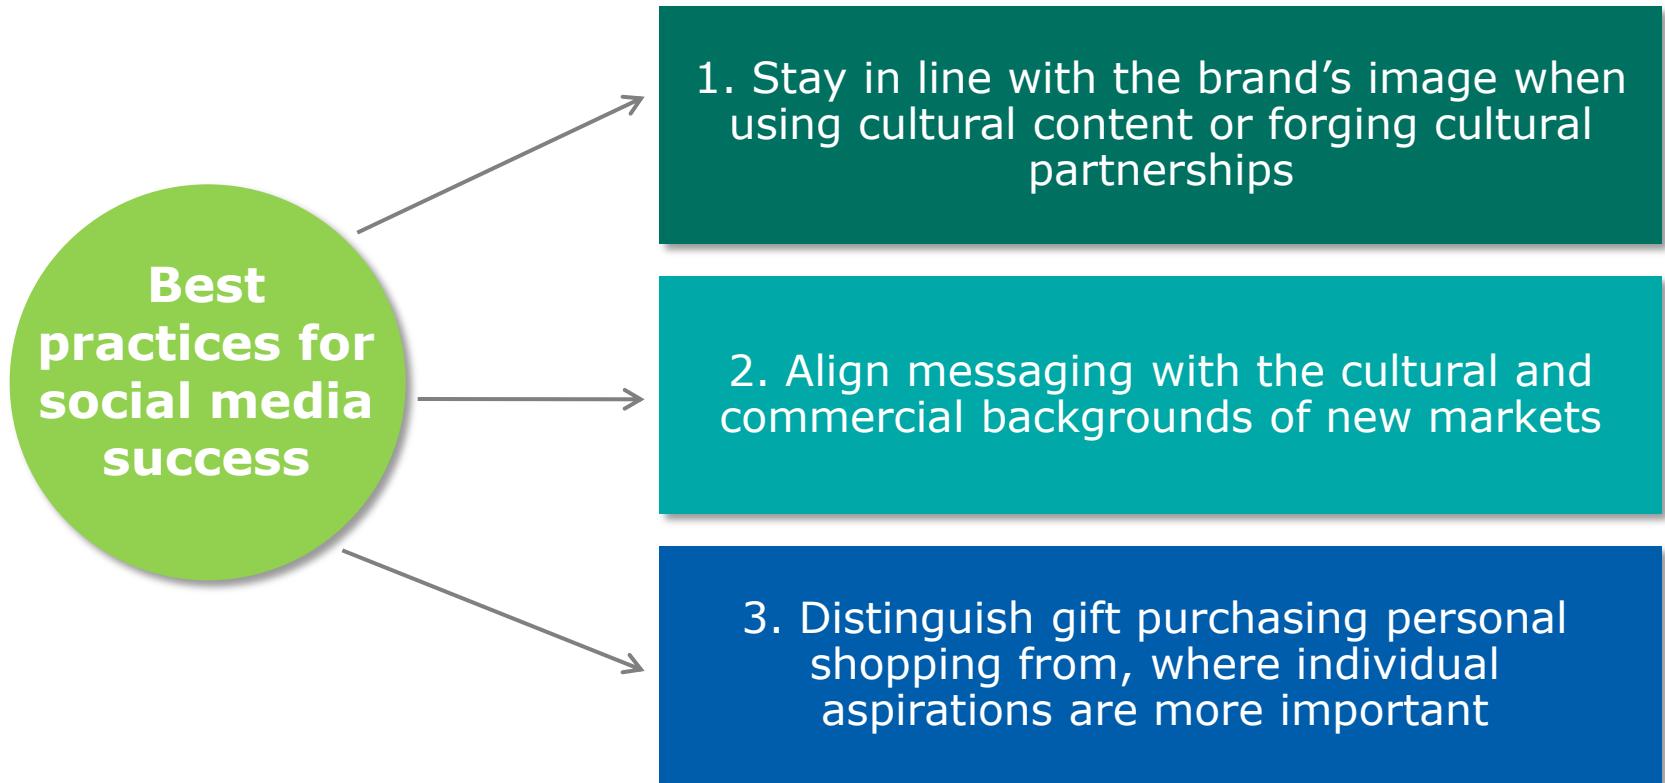 Best
practices for
social media
success
1. Stay in line with the brand’s image when
using cultural content or forging cultural
partnerships
2. Align messaging with the cultural and
commercial backgrounds of new markets
3. Distinguish gift purchasing personal
shopping from, where individual
aspirations are more important